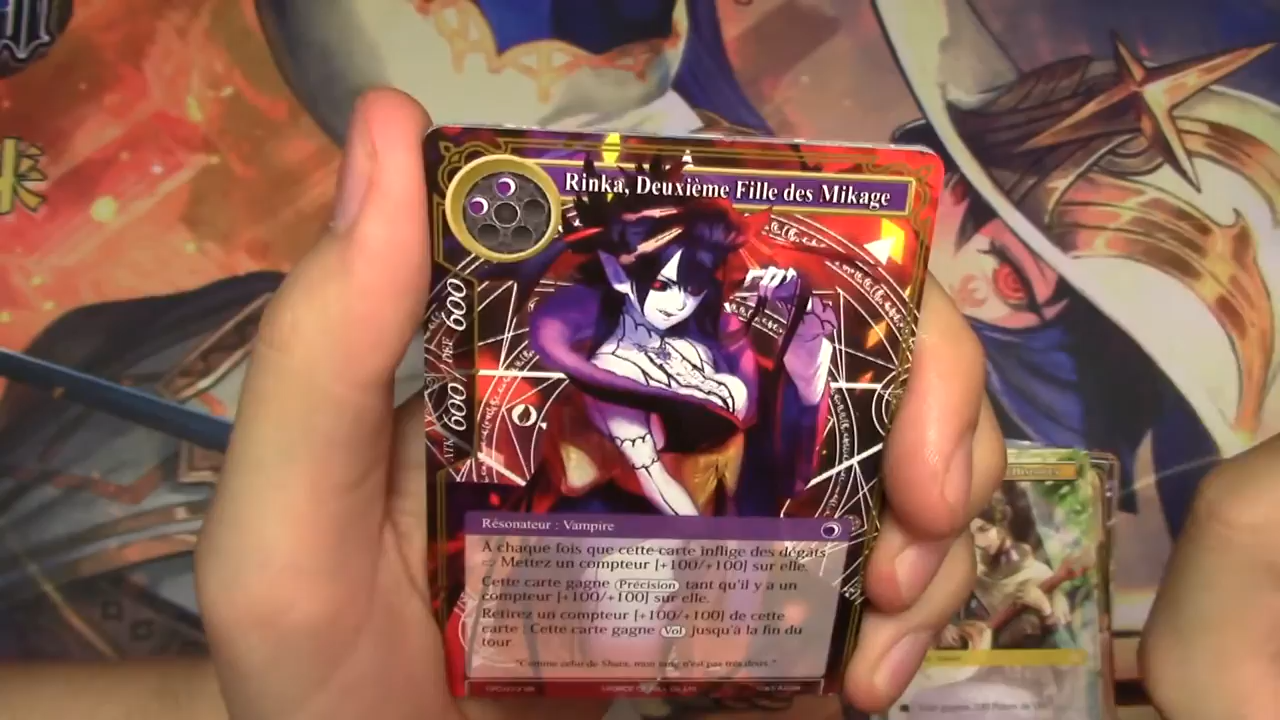 Rinka, Deuxième Fille des Mikage
ATK 600 / DEF 600
Résonateur : Vampire
À chaque fois que cette carte inflige des dégâts
⇨ Mettez un compteur [+100/+100] sur elle.
Cette carte gagne Précision tant qu'il y a un
compteur [+100/+100] sur elle.
Retirez un compteur [+100/+100] de cette
carte : Cette carte gagne Vol jusqu'à la fin du
tour.
"Comme celui de Shura, mon sang n'est pas très doux."
来